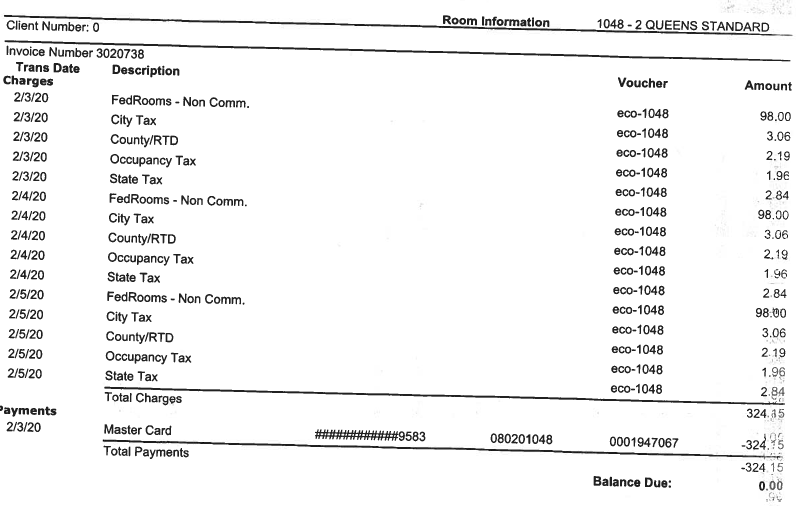 Client Number: 0 Room Information 1048 - 2 QUEENS STANDARD
Invoice Number 3020738
Trans Date Description Voucher Amount
Charges
2/3/20 FedRooms - Non Comm. eco-1048 98.00
2/3/20 City Tax eco-1048 3.06
2/3/20 County/RTD eco-1048 2.19
2/3/20 Occupancy Tax eco-1048 1.96
2/3/20 State Tax eco-1048 2.84
2/4/20 FedRooms - Non Comm. eco-1048 98.00
2/4/20 City Tax eco-1048 3.06
2/4/20 County/RTD eco-1048 2.19
2/4/20 Occupancy Tax eco-1048 1.96
2/4/20 State Tax eco-1048 2.84
2/5/20 FedRooms - Non Comm. eco-1048 98.00
2/5/20 City Tax eco-1048 3.06
2/5/20 County/RTD eco-1048 2.19
2/5/20 Occupancy Tax eco-1048 1.96
2/5/20 State Tax eco-1048 2.84
Total Charges 324.15
Payments
2/3/20 Master Card ############9583 080201048 0001947067 -324.15
Total Payments -324.15
Balance Due: 0.00